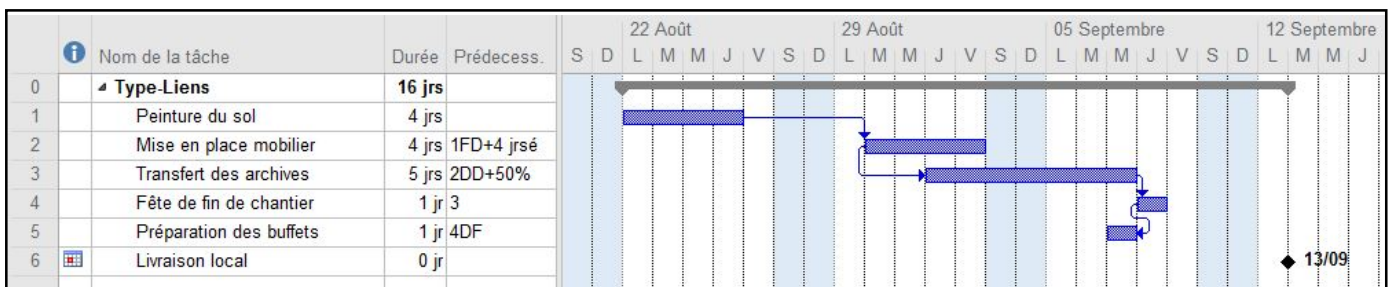 22 Août 29 Août 05 Septembre 12 Septembre
Nom de la tâche Durée Prédecess. S D L M M J V S D L M M J V S D L M M J V S D L M M J
0 Type-Liens 16 jrs
1 Peinture du sol 4 jrs
2 Mise en place mobilier 4 jrs 1FD+4 jrsé
3 Transfert des archives 5 jrs 2DD+50%
4 Fête de fin de chantier 1 jr 3
5 Préparation des buffets 1 jr 4DF
6 Livraison local 0 jr 13/09